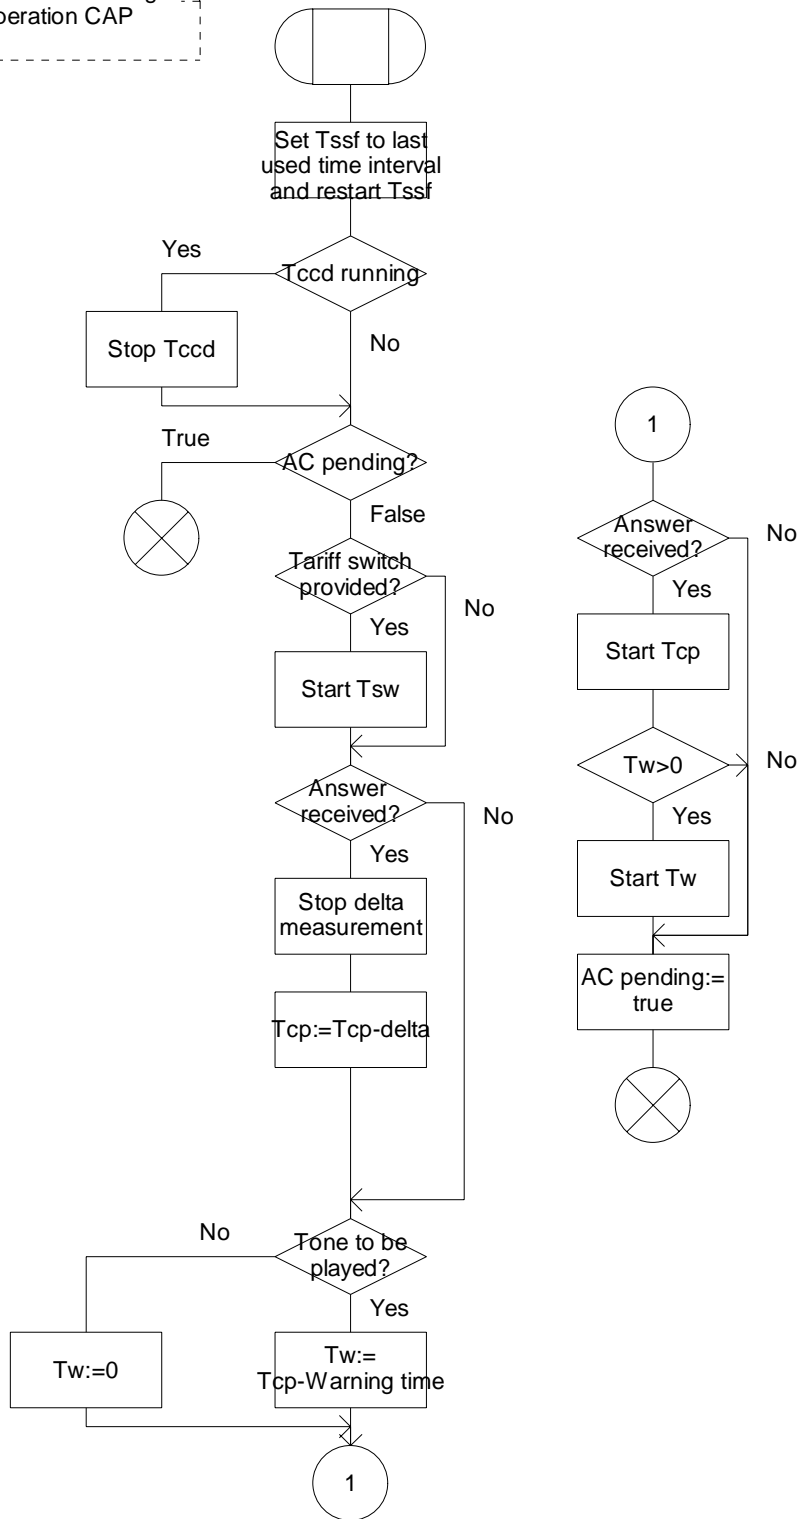 peration CAP
Set Tssf to last
used time interval
and restart Tssf
Yes
Tccd running
No
Stop Tccd
True
AC pending?
False
Tariff switch
provided?
No
Yes
Start Tsw
Answer
received?
No
Yes
Stop delta
measurement
Tcp:=Tcp-delta
No
Tone to be
played?
Yes
Tw:=0
Tw:=
Tcp-Warning time
1
1
Answer
received?
No
Yes
Start Tcp
Tw>0
No
Yes
Start Tw
AC pending:=
true